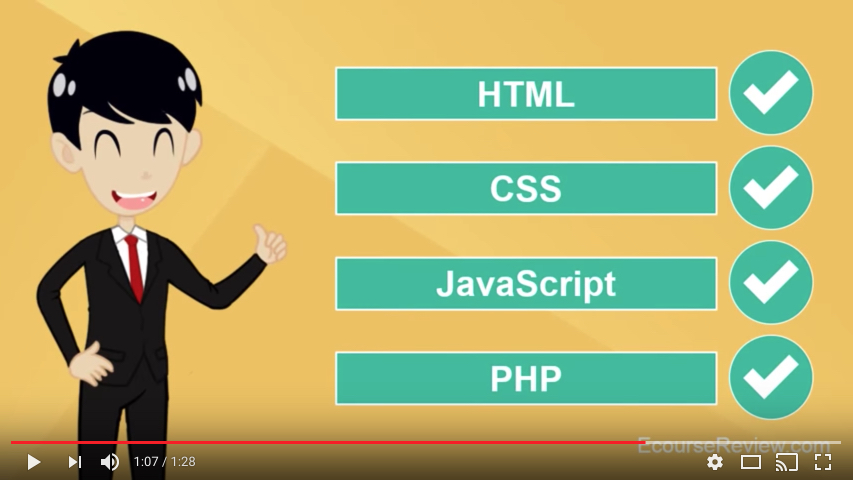 HTML
CSS
JavaScript
PHP
EcourseReview.com
1:07 / 1:28